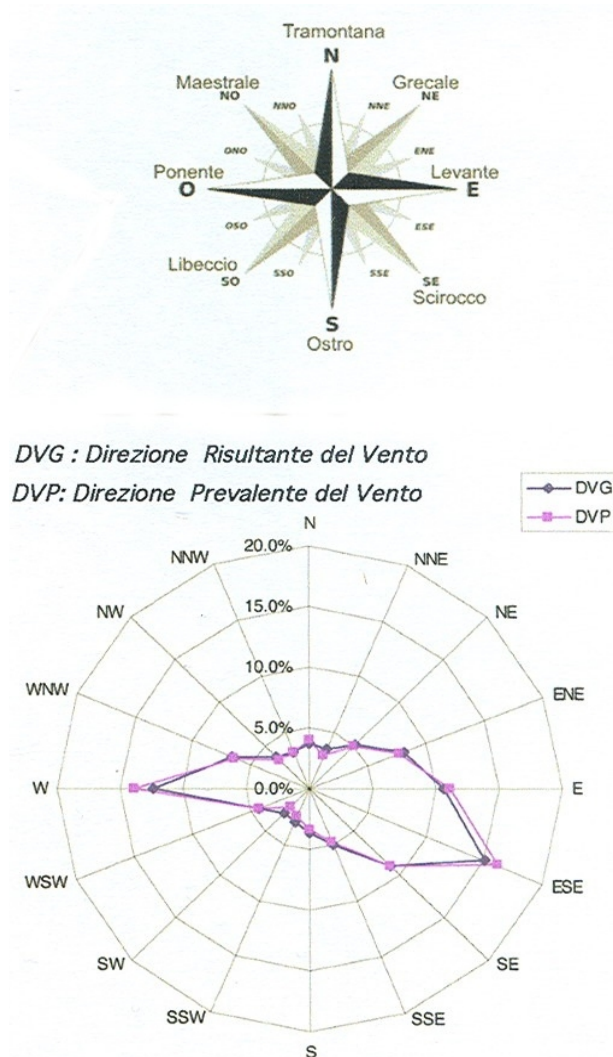 Tramontana
N
Maestrale
NO
Grecale
NE
NNO
NNE
ONO
ENE
Ponente
O
Levante
E
OSO
ESE
Libeccio
SO
SSO
SSE
SE
Scirocco
S
Ostro
DVG : Direzione Risultante del Vento
DVP: Direzione Prevalente del Vento
DVG
DVP
N
NNW
NNE
20.0%
NW
NE
15.0%
WNW
ENE
10.0%
5.0%
W
0.0%
E
WSW
ESE
SW
SE
SSW
SSE
S